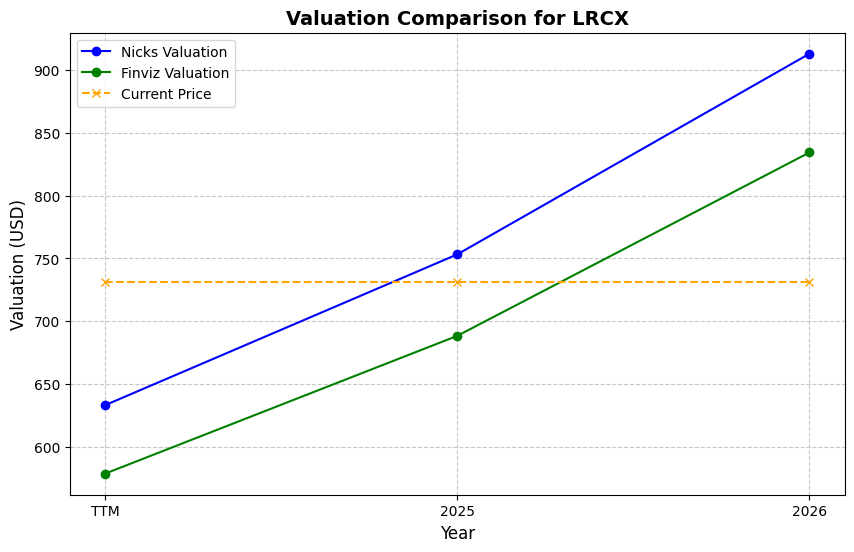 Valuation Comparison for LRCX
Nicks Valuation
Finviz Valuation
Current Price
Valuation (USD)
900
850
800
750
700
650
600
TTM
2025
2026
Year